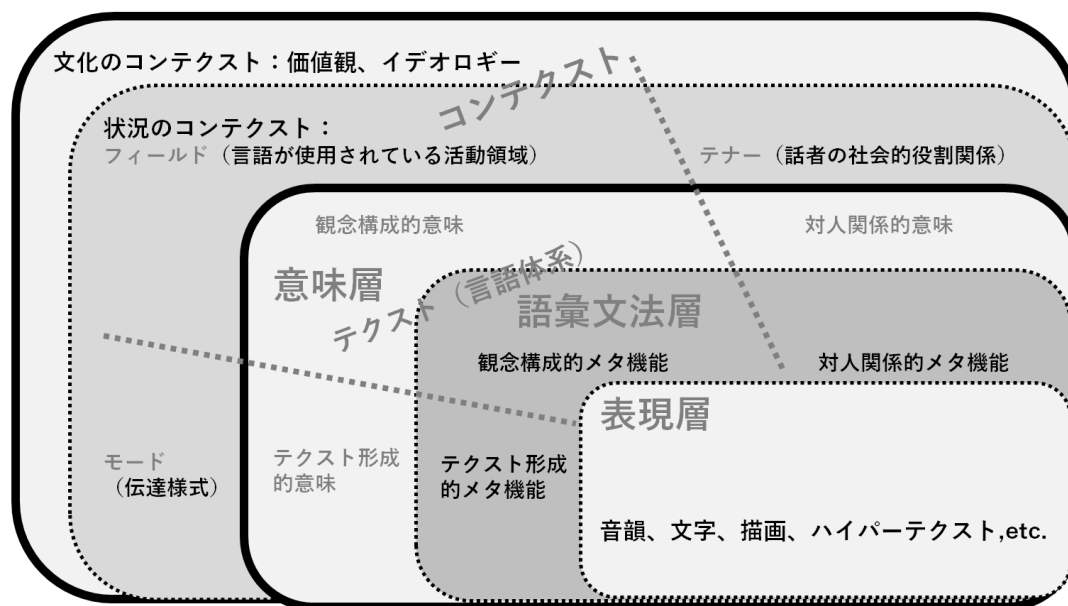 文化のコンテクスト：価値観、イデオロギー
コンテクスト
状況のコンテクスト：
フィールド（言語が使用されている活動領域）
テナー（話者の社会的役割関係）
観念構成的意味
対人関係的意味
意味層
テクスト（言語体系）
語彙文法層
観念構成的メタ機能
対人関係的メタ機能
表現層
モード
（伝達様式）
テクスト形成
的意味
テクスト形成
的メタ機能
音韻、文字、描画、ハイパーテクスト,etc.